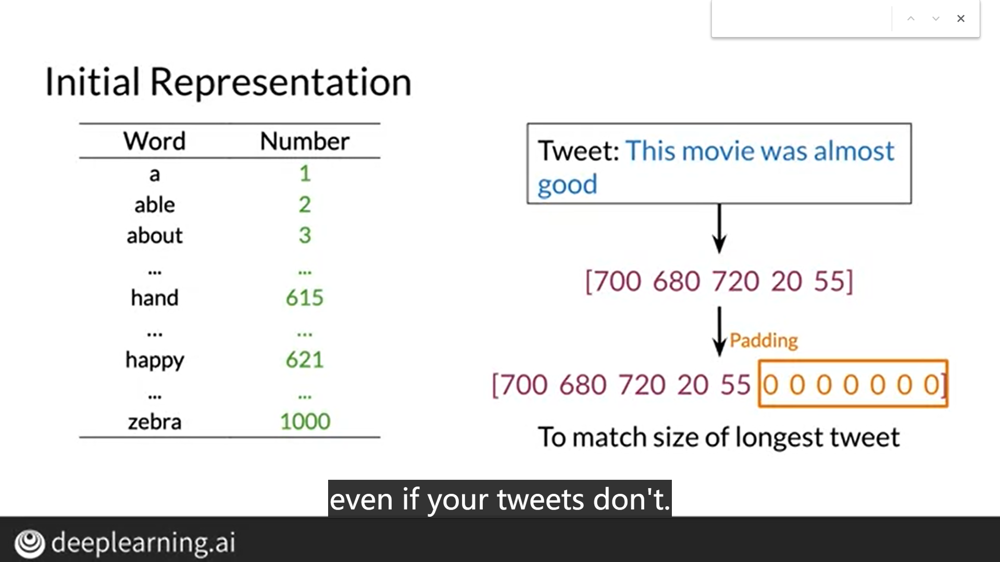 Initial Representation
Word Number
a 1
able 2
about 3
... ...
hand 615
... ...
happy 621
... ...
zebra 1000
Tweet: This movie was almost
good
[700 680 720 20 55]
Padding
[700 680 720 20 55 0 0 0 0 0 0 0]
To match size of longest tweet
even if your tweets don't.
deeplearning.ai